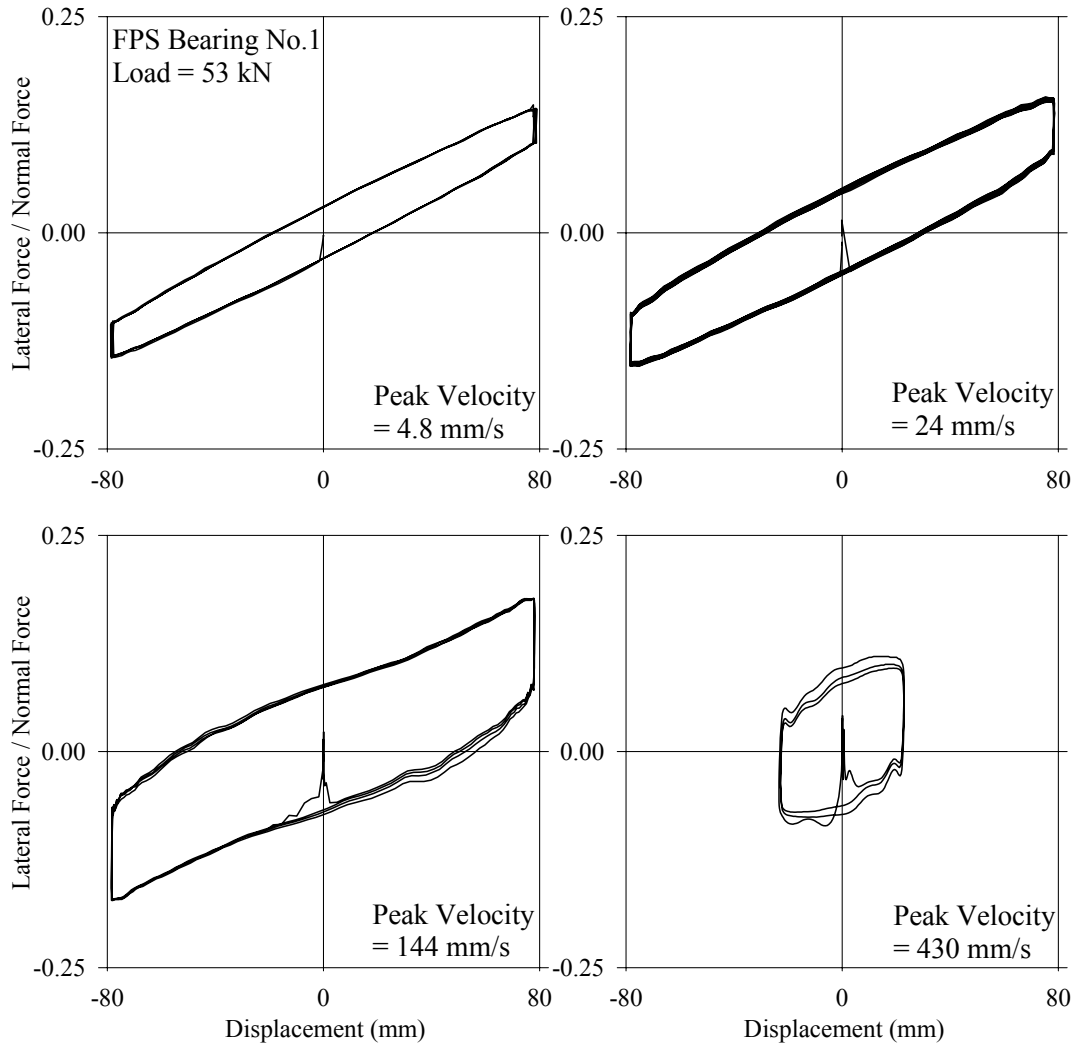 0.25
FPS Bearing No.1
Load = 53 kN
Lateral Force / Normal Force
0.00
Peak Velocity
= 4.8 mm/s
-0.25
-80
0
80
0.25
0.00
Peak Velocity
= 24 mm/s
-0.25
-80
0
80
0.25
Lateral Force / Normal Force
0.00
Peak Velocity
= 144 mm/s
-0.25
-80
0
80
Displacement (mm)
0.25
0.00
Peak Velocity
= 430 mm/s
-0.25
-80
0
80
Displacement (mm)